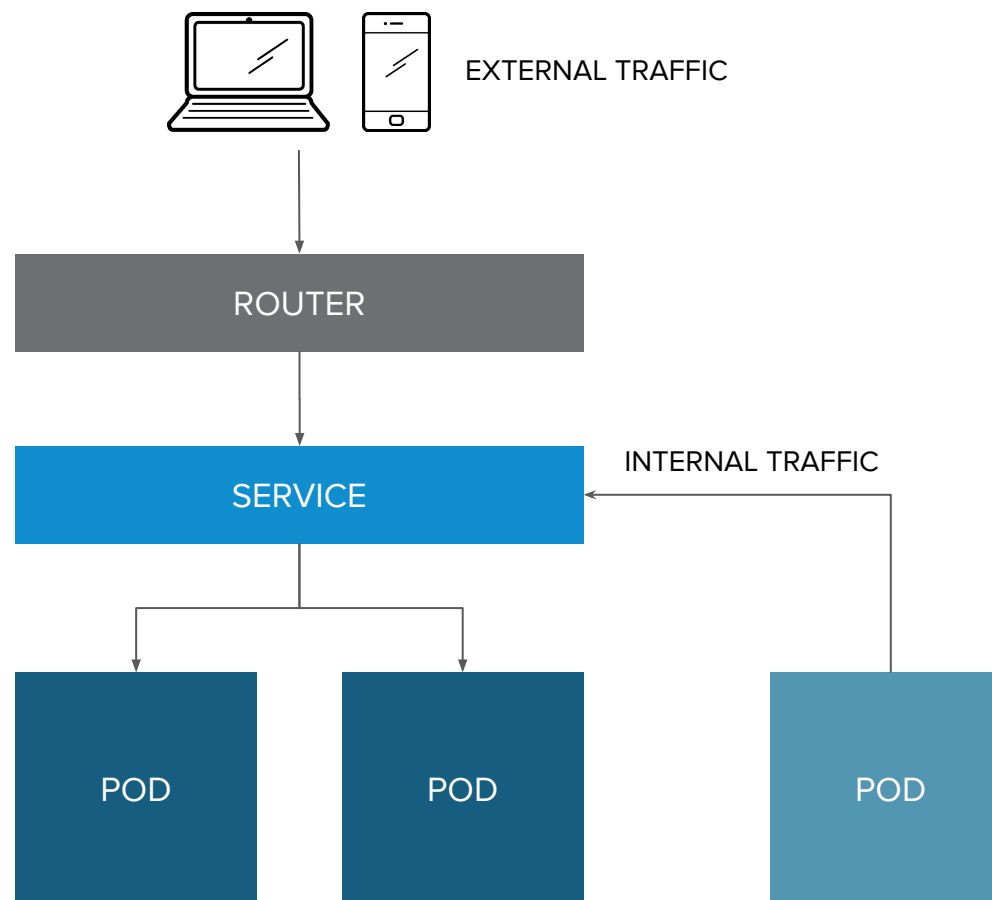 EXTERNAL TRAFFIC
ROUTER
INTERNAL TRAFFIC
SERVICE
POD
POD
POD